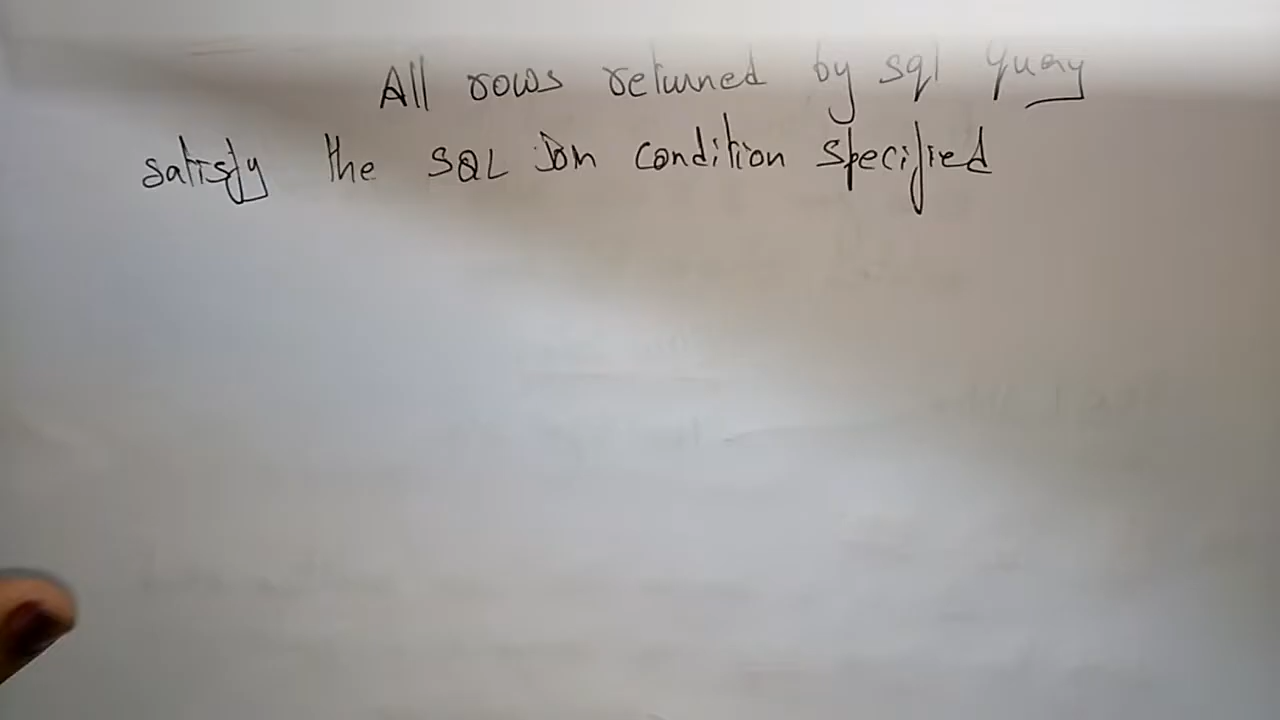 All rows returned by sql query
satisfy the SQL Join condition specified